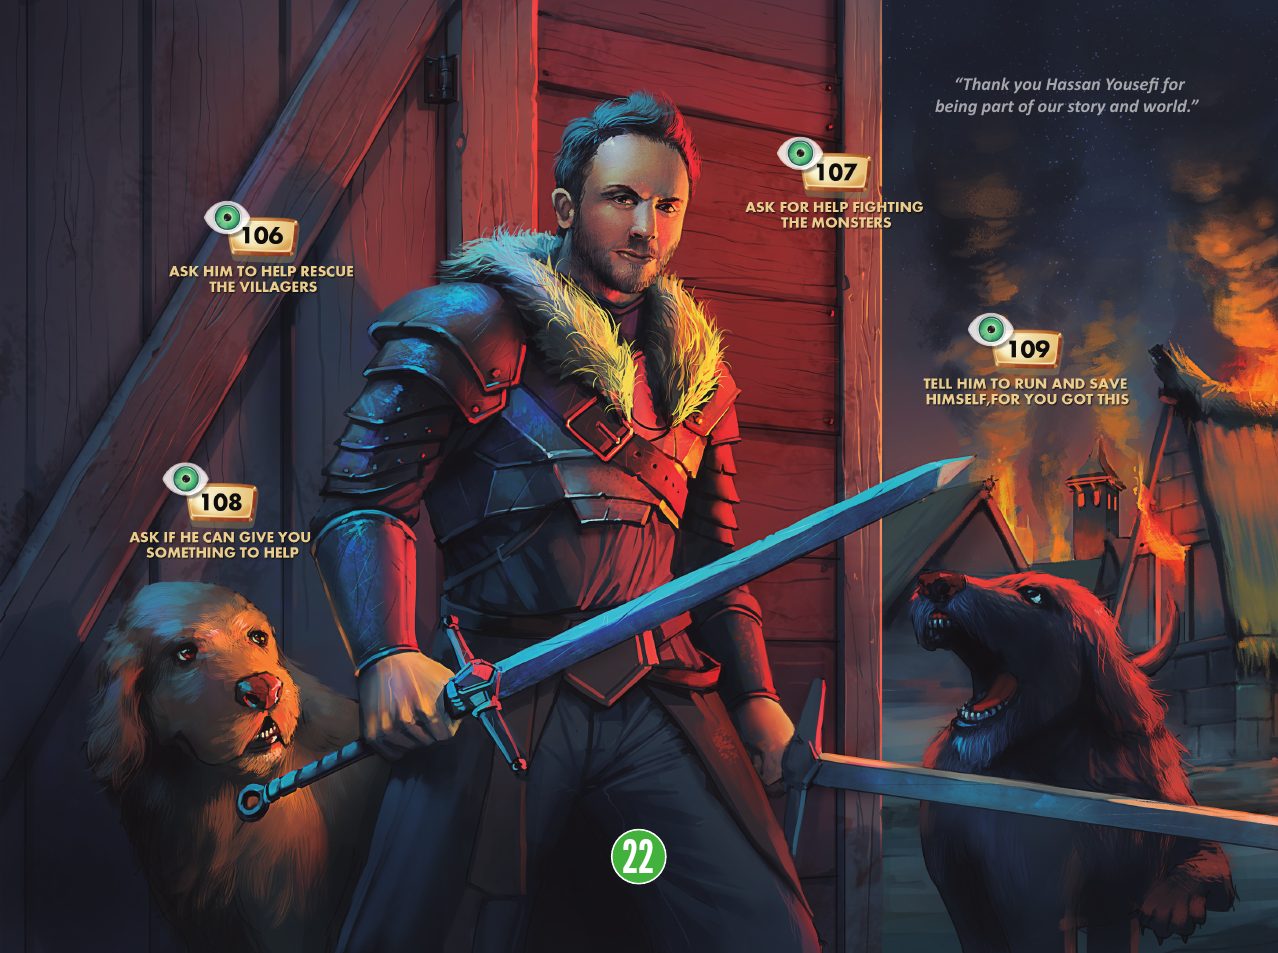 “Thank you Hassan Yousefi for
being part of our story and world.”
107
ASK FOR HELP FIGHTING
THE MONSTERS
106
ASK HIM TO HELP RESCUE
THE VILLAGERS
109
TELL HIM TO RUN AND SAVE
HIMSELF,FOR YOU GOT THIS
108
ASK IF HE CAN GIVE YOU
SOMETHING TO HELP
22